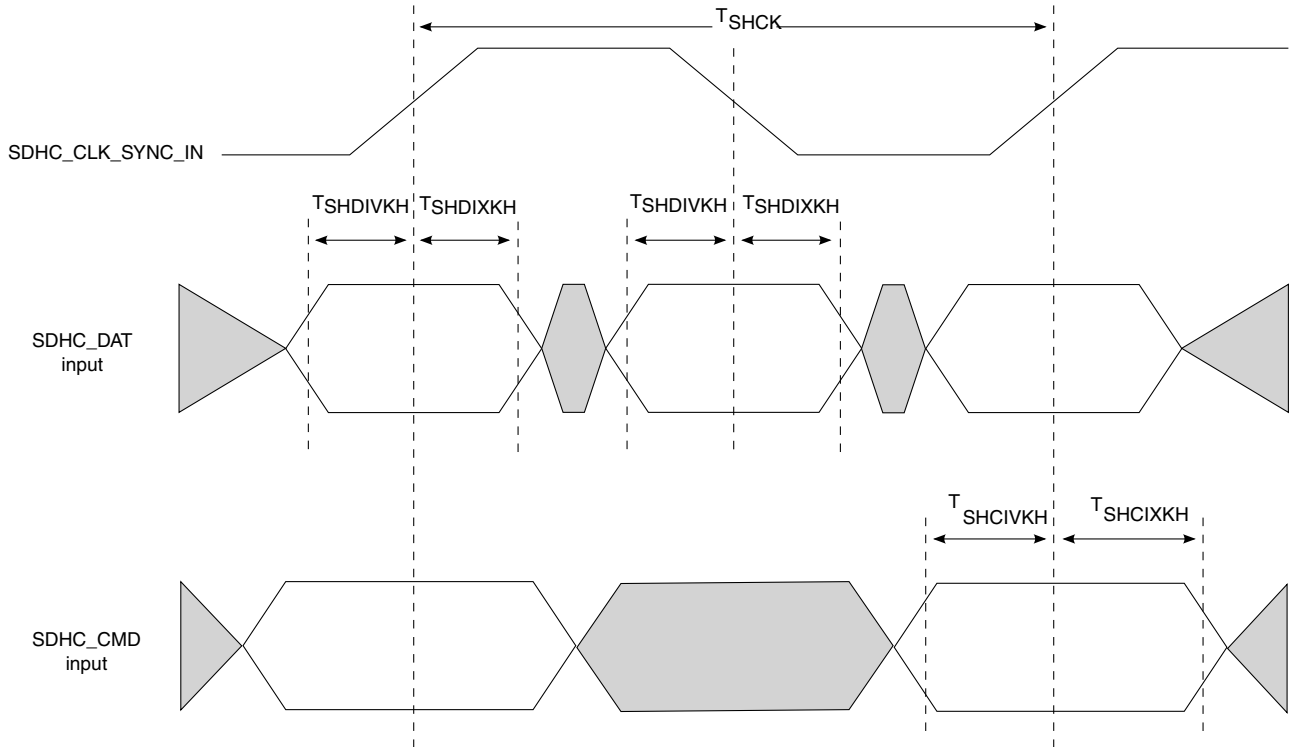 TSHCK
SDHC_CLK_SYNC_IN
TSHDIVKH
TSHDIXKH
TSHDIVKH
TSHDIXKH
SDHC_DAT
input
TSHCIVKH
TSHCIXKH
SDHC_CMD
input